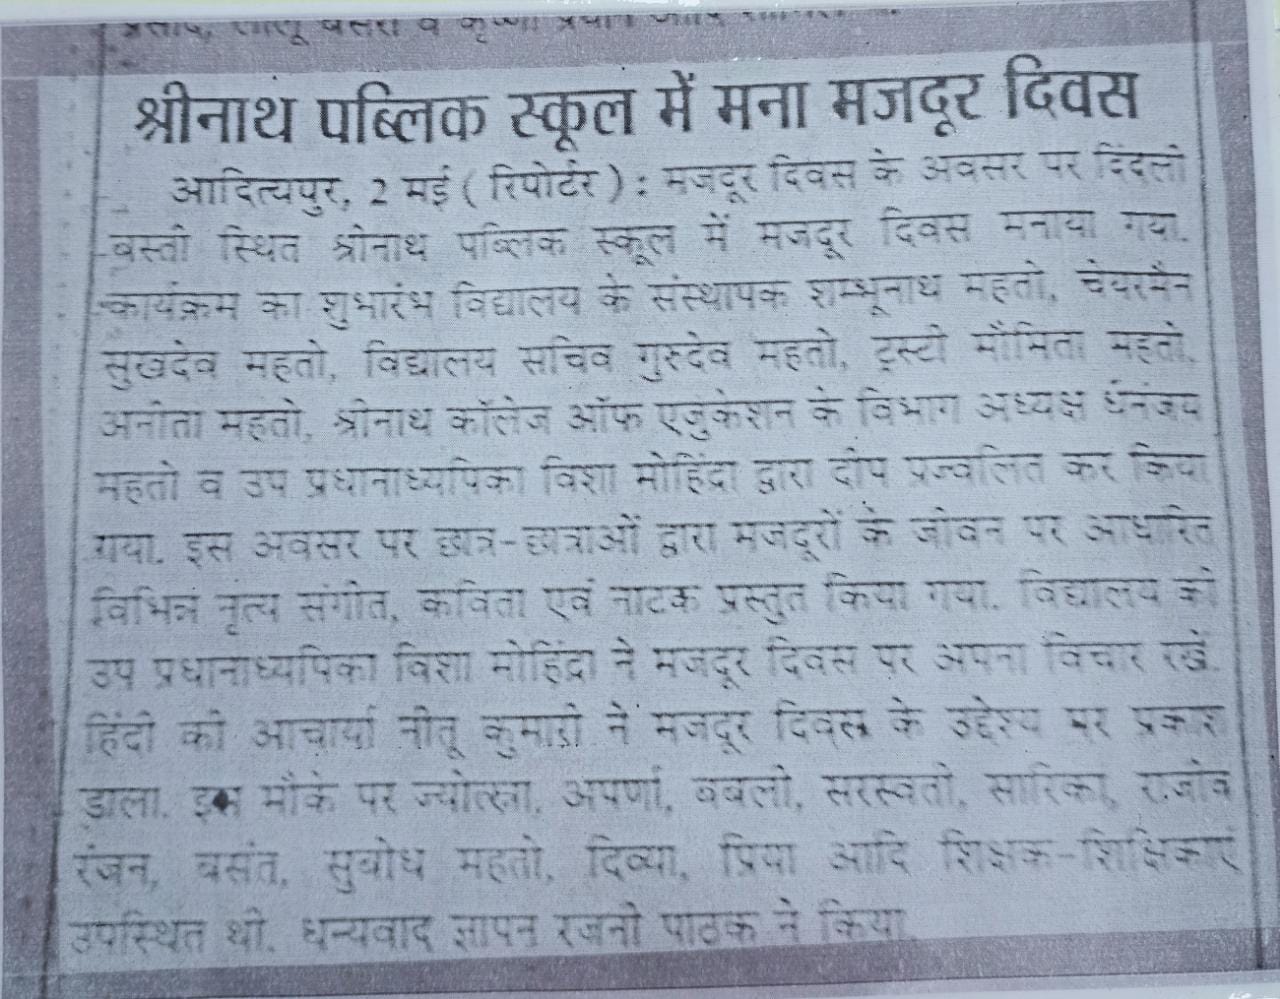 श्रीनाथ पब्लिक स्कूल में मना मजदूर दिवस
आदित्यपुर, 2 मई ( रिपोर्टर ) : मजदूर दिवस के अवसर पर दिंदली
बस्ती स्थित श्रीनाथ पब्लिक स्कूल में मजदूर दिवस मनाया गया.
कार्यक्रम का शुभारंभ विद्यालय के संस्थापक शम्भूनाथ महतो, चेयरमैन
सुखदेव महतो, विद्यालय सचिव गुरुदेव महतो, ट्रस्टी मौमिता महतो,
अनीता महतो, श्रीनाथ कॉलेज ऑफ एजुकेशन के विभाग अध्यक्ष धनंजय
महतो व उप प्रधानाध्यपिका विशा मोहिंद्रा द्वारा दीप प्रज्वलित कर किया
गया. इस अवसर पर छात्र-छात्राओं द्वारा मजदूरों के जीवन पर आधारित
विभिन्न नृत्य संगीत, कविता एवं नाटक प्रस्तुत किया गया. विद्यालय की
उप प्रधानाध्यपिका विशा मोहिंद्रा ने मजदूर दिवस पर अपना विचार रखें.
हिंदी की आचार्या नीतू कुमारी ने मजदूर दिवस के उद्देश्य पर प्रकाश
डाला. इस मौके पर ज्योत्स्ना, अपर्णा, बबली, सरस्वती, सारिका, राजीव
रंजन, बसंत, सुबोध महतो, दिव्या, प्रिया आदि शिक्षक-शिक्षिकाएं
उपस्थित थी. धन्यवाद ज्ञापन रजनी पाठक ने किया.